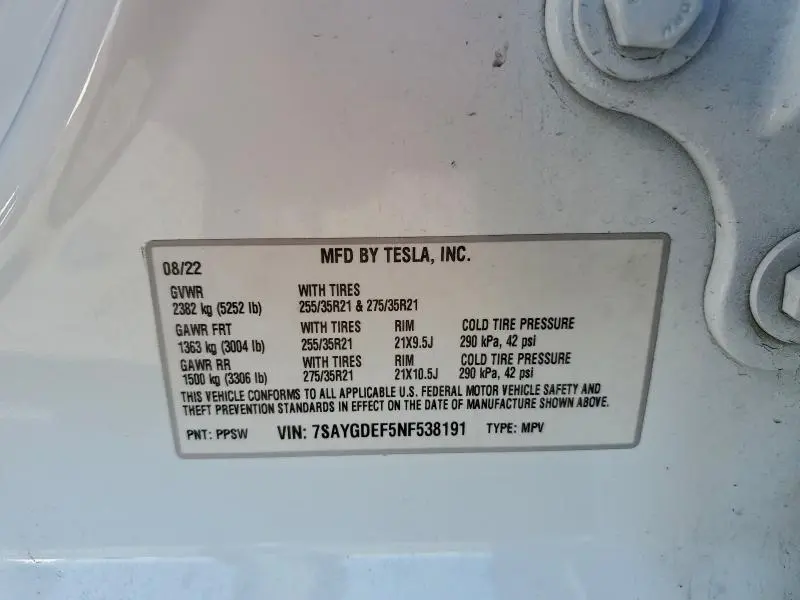 MFD BY TESLA, INC.
08/22
GVWR WITH TIRES
2382 kg (5252 lb) 255/35R21 & 275/35R21
GAWR FRT WITH TIRES RIM COLD TIRE PRESSURE
1363 kg (3004 lb) 255/35R21 21X9.5J 290 kPa, 42 psi
GAWR RR WITH TIRES RIM COLD TIRE PRESSURE
1500 kg (3306 lb) 275/35R21 21X10.5J 290 kPa, 42 psi
THIS VEHICLE CONFORMS TO ALL APPLICABLE U.S. FEDERAL MOTOR VEHICLE SAFETY AND
THEFT PREVENTION STANDARDS IN EFFECT ON THE DATE OF MANUFACTURE SHOWN ABOVE.
PNT: PPSW VIN: 7SAYGDEF5NF538191 TYPE: MPV